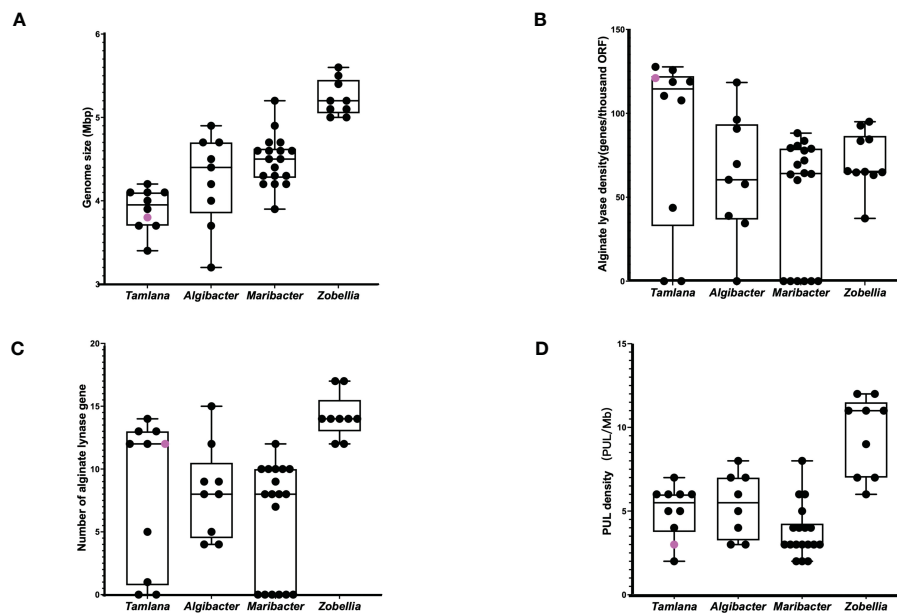 A
Genome size (Mbp)
6
5
4
3
Tamlana Algibacter Maribacter Zobellia
B
Alginate lyase density(genes/thousand ORF)
150
100
50
0
Tamlana Algibacter Maribacter Zobellia
C
Number of alginate lynase gene
20
15
10
5
0
Tamlana Algibacter Maribacter Zobellia
D
PUL density (PUL/Mb)
15
10
5
0
Tamlana Algibacter Maribacter Zobellia